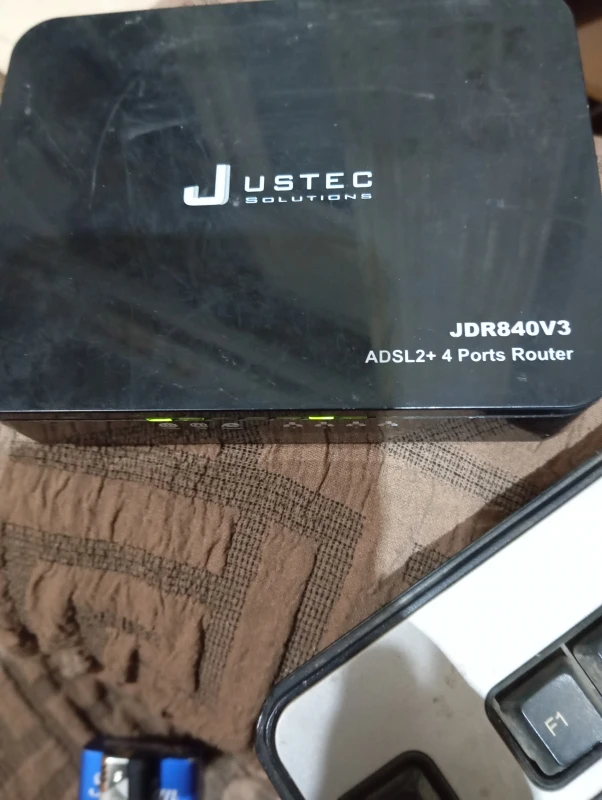 JUSTEC
SOLUTIONS
JDR840V3
ADSL2+ 4 Ports Router
F1